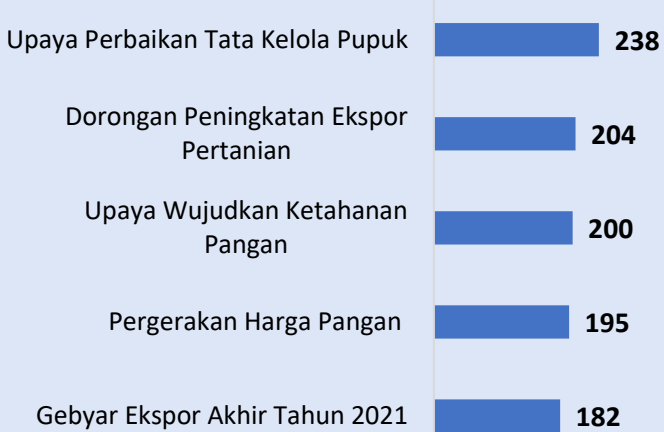 Upaya Perbaikan Tata Kelola Pupuk 238
Dorongan Peningkatan Ekspor
Pertanian 204
Upaya Wujudkan Ketahanan
Pangan 200
Pergerakan Harga Pangan 195
Gebyar Ekspor Akhir Tahun 2021 182